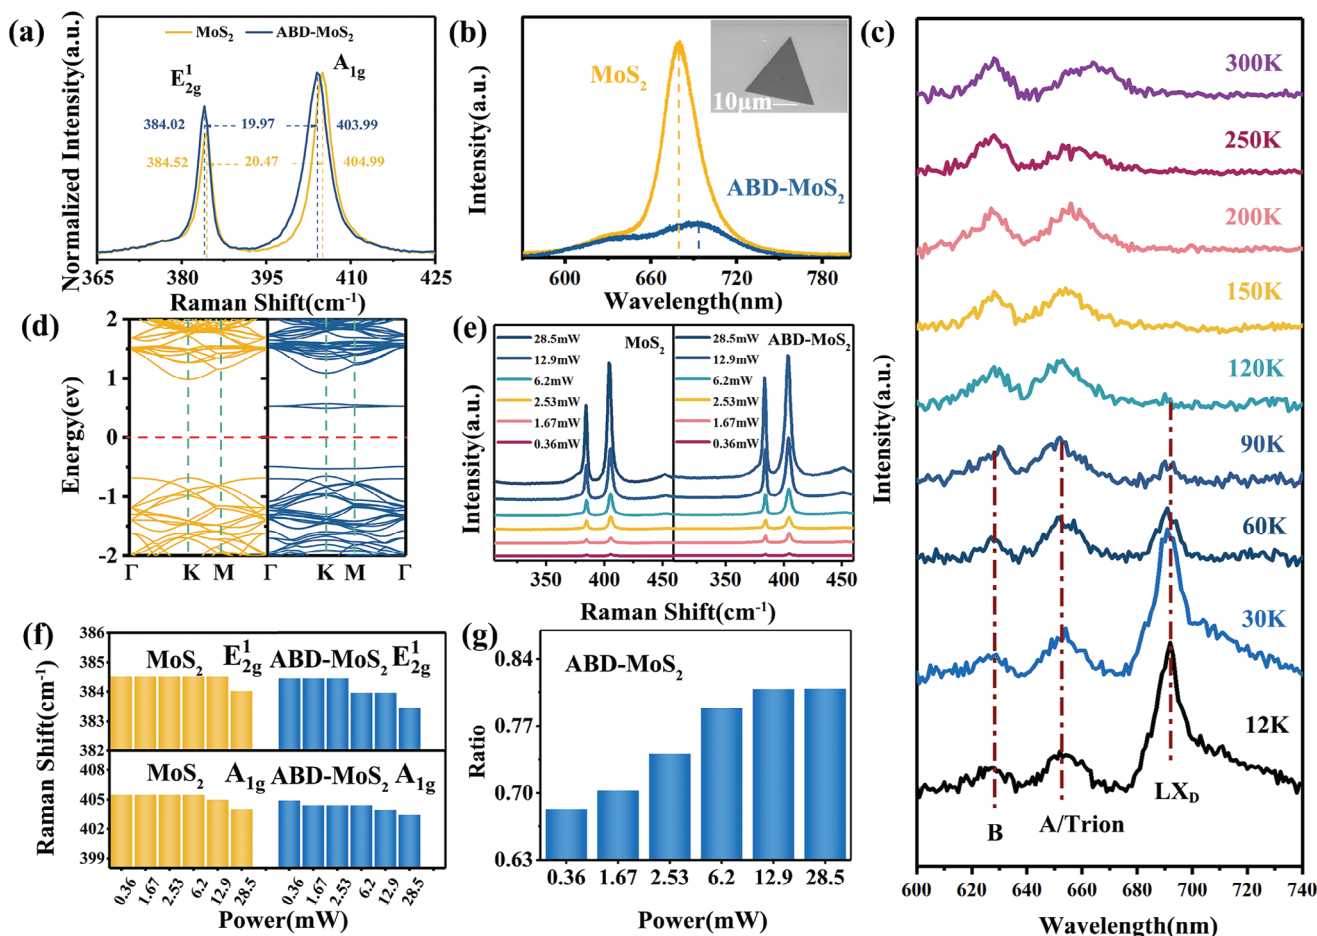 (a)
MoS2 ABD-MoS2
E1 2g
A1g
384.02 19.97 403.99
384.52 20.47 404.99
Normalized Intensity(a.u.)
365 380 395 410 425
Raman Shift(cm-1)
(b)
MoS2
ABD-MoS2
10μm
Intensity(a.u.)
600 660 720 780
Wavelength(nm)
(c)
300K
250K
200K
150K
120K
90K
60K
30K
12K
B
A/Trion
LXD
Intensity(a.u.)
600 620 640 660 680 700 720 740
Wavelength(nm)
(d)
Energy(ev)
2
1
0
-1
-2
Γ K M Γ K M Γ
(e)
28.5mW
12.9mW
6.2mW
2.53mW
1.67mW
0.36mW
MoS2
28.5mW
12.9mW
6.2mW
2.53mW
1.67mW
0.36mW
ABD-MoS2
Intensity(a.u.)
350 400 450 350 400 450
Raman Shift(cm-1)
(f)
Raman Shift(cm-1)
386
385
384
383
382
MoS2 E1 2g ABD-MoS2 E1 2g
408
405
402
399
MoS2 A1g ABD-MoS2 A1g
0.36 1.67 2.53 6.2 12.9 28.5 0.36 1.67 2.53 6.2 12.9 28.5
Power(mW)
(g)
ABD-MoS2
Ratio
0.84
0.77
0.70
0.63
0.36 1.67 2.53 6.2 12.9 28.5
Power(mW)